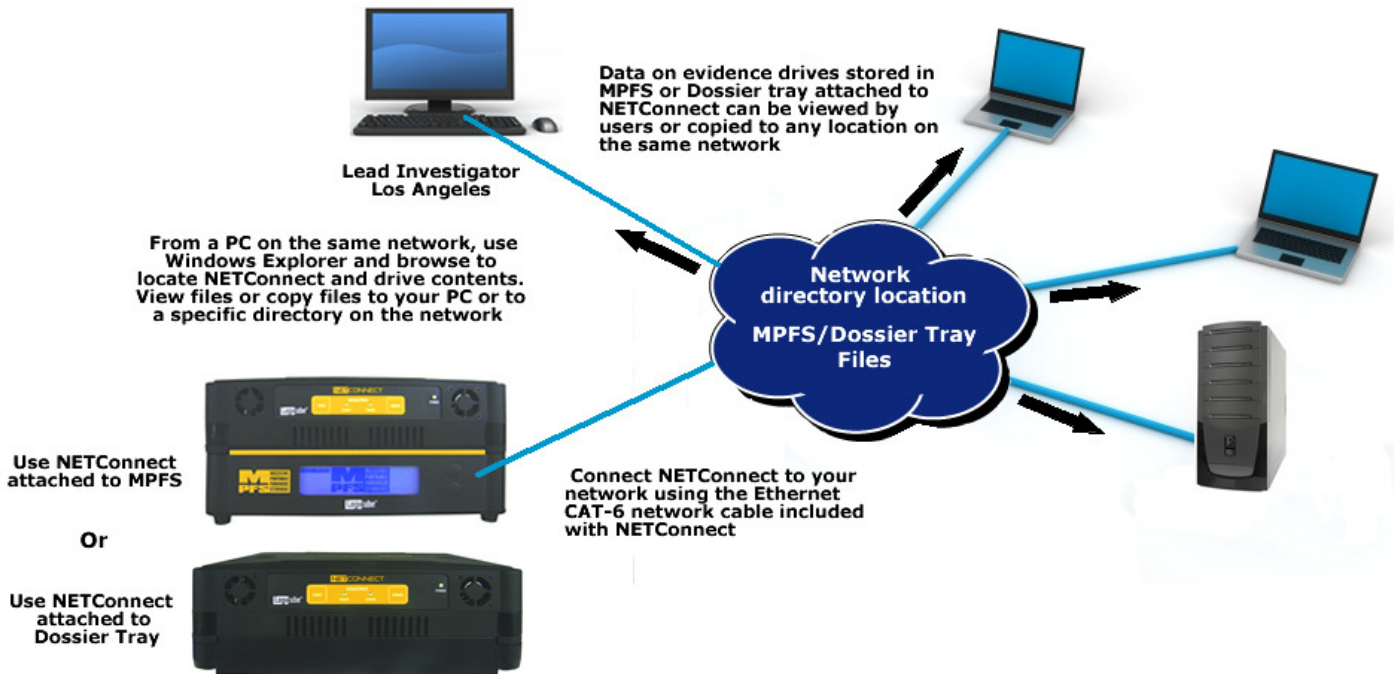 Data on evidence drives stored in
MPFS or Dossier tray attached to
NETConnect can be viewed by
users or copied to any location on
the same network
Lead Investigator
Los Angeles
From a PC on the same network, use
Windows Explorer and browse to
locate NETConnect and drive contents.
View files or copy files to your PC or to
a specific directory on the network
Network
directory location
MPFS/Dossier Tray
Files
NETCONNECT
Use NETConnect
attached to MPFS
MPFS
Connect NETConnect to your
network using the Ethernet
CAT-6 network cable included
with NETConnect
Or
NETCONNECT
Use NETConnect
attached to
Dossier Tray